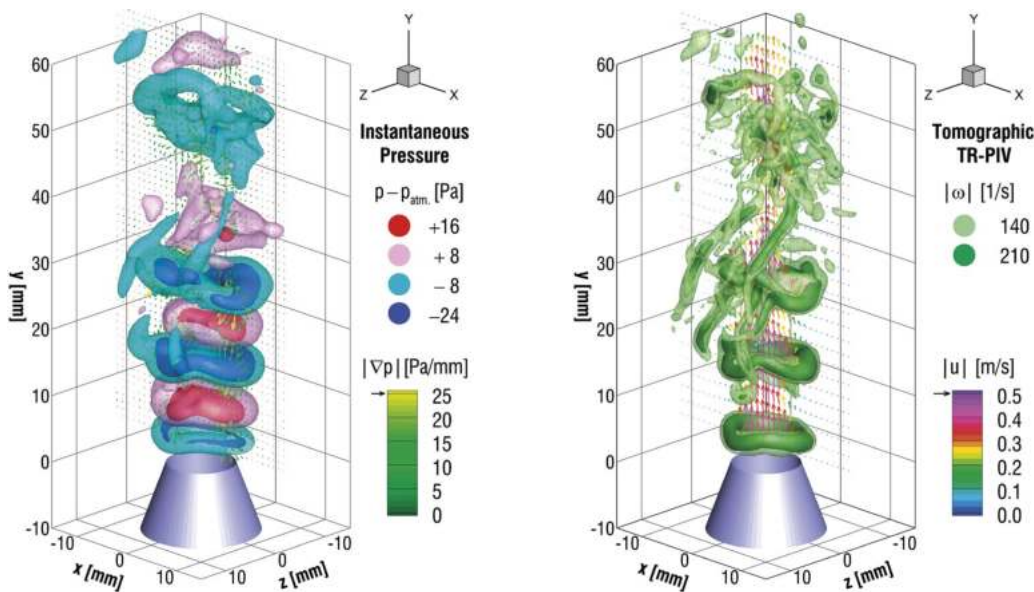 Y
Z
X
60
50
40
30
20
10
0
-10
y [mm]
-10
0
10
x [mm]
-10
0
10
z [mm]
Instantaneous
Pressure
p – p atm. [Pa]
+16
+ 8
– 8
–24
|∇p| [Pa/mm]
25
20
15
10
5
0
Y
Z
X
60
50
40
30
20
10
0
-10
y [mm]
-10
0
10
x [mm]
-10
0
10
z [mm]
Tomographic
TR-PIV
|ω| [1/s]
140
210
|u| [m/s]
0.5
0.4
0.3
0.2
0.1
0.0